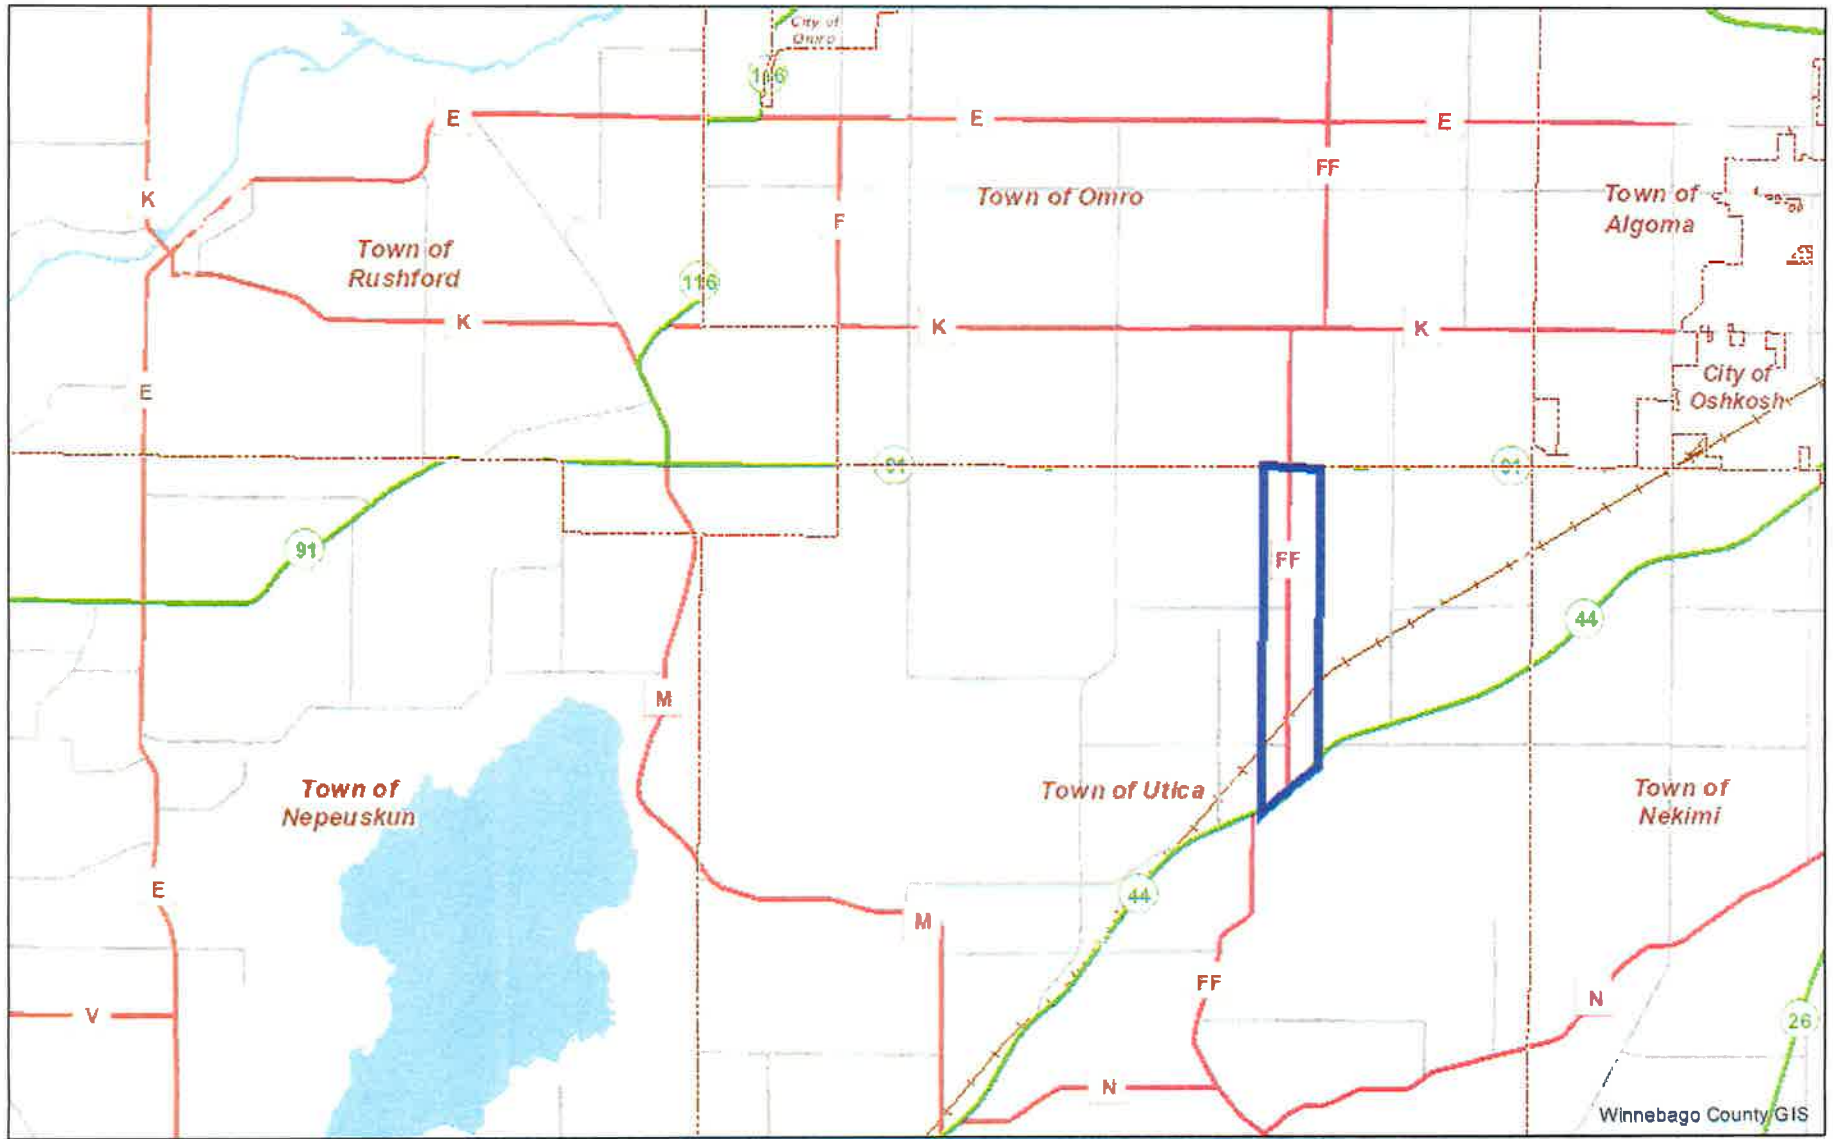 City of
Omro
116
E
E
E
FF
K
Town of Omro
Town of
Algoma
F
Town of
Rushford
116
K
K
K
E
City of
Oshkosh
91
91
91
FF
44
M
Town of
Nepeuskun
Town of Utica
Town of
Nekimi
E
44
M
FF
N
V
26
N
Winnebago County GIS